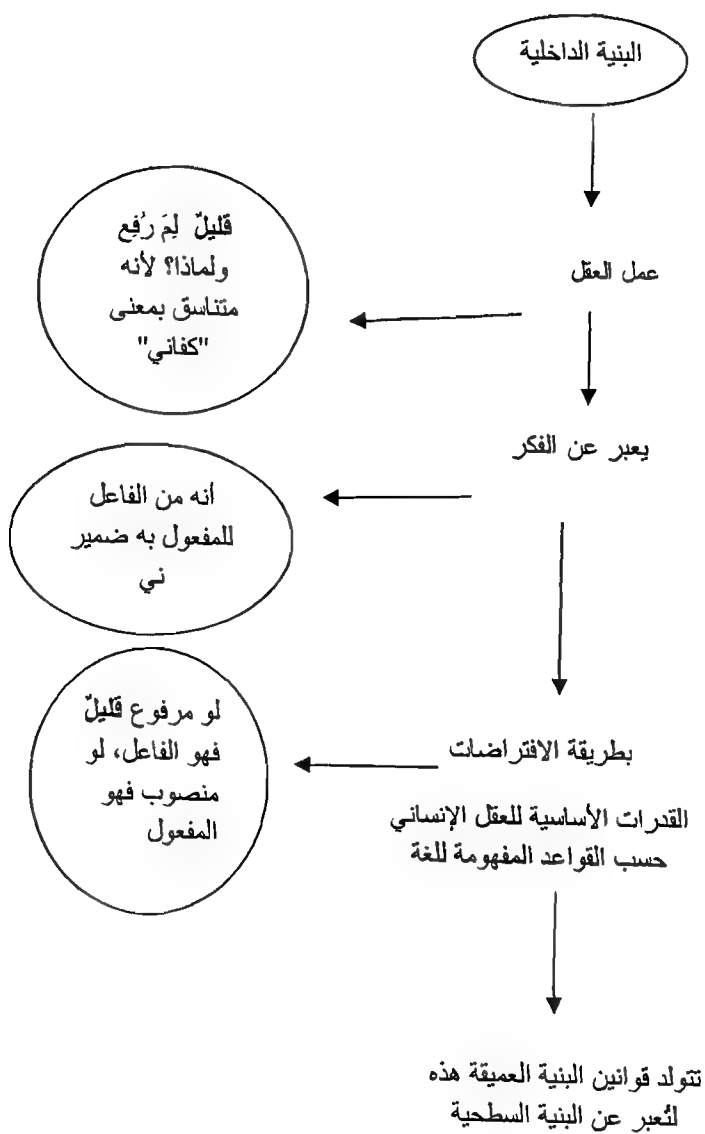 البنية الداخلية
عمل العقل
قليلٌ لِمَ رُفِع
ولماذا؟ لأنه
متناسق بمعنى
"كفاني"
يعبر عن الفكر
أنه من الفاعل
للمفعول به ضمير
ني
بطريقة الافتراضات
القدرات الأساسية للعقل الإنساني
حسب القواعد المفهومة للغة
لو مرفوع قليلٌ
فهو الفاعل، لو
منصوب فهو
المفعول
تتولد قوانين البنية العميقة هذه
لتُعبر عن البنية السطحية